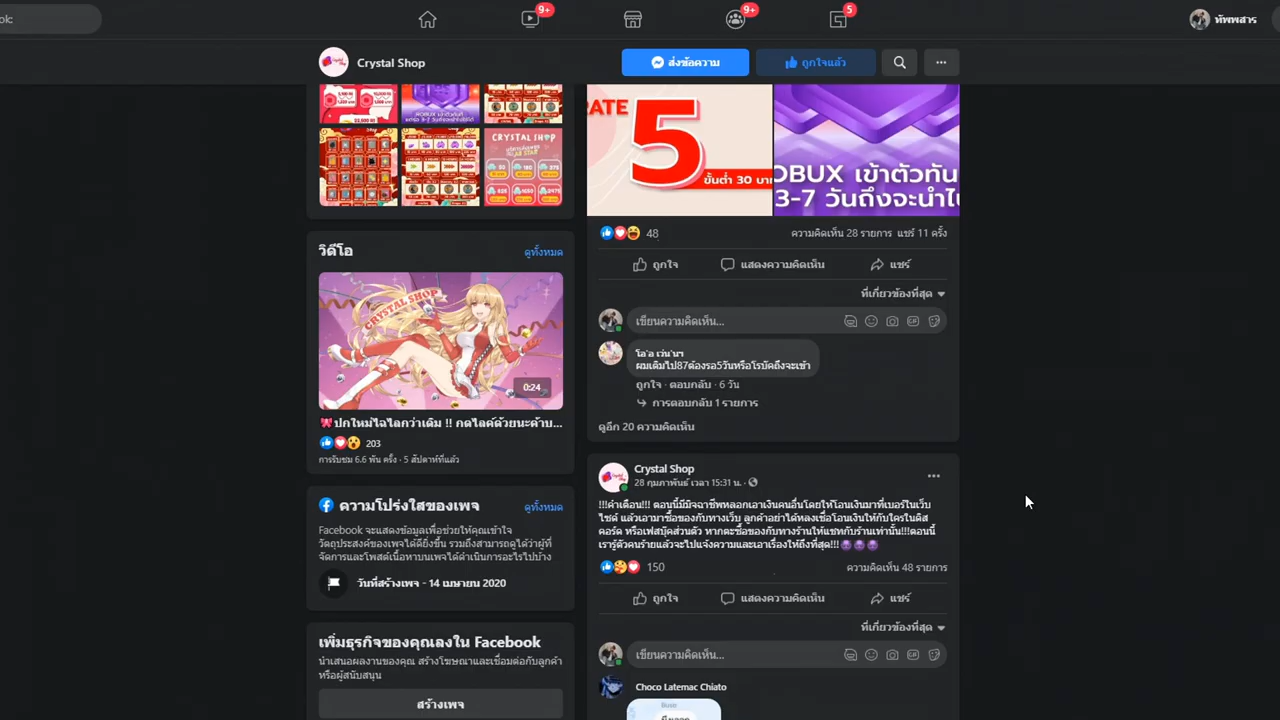 ok:
9+
9+
5
ทัพพสาร
Crystal Shop
ส่งข้อความ
ถูกใจแล้ว
CRYSTAL SHOP
วิดีโอ
ดูทั้งหมด
CRYSTAL SHOP
0:24
ปกใหม่ไฉไลกว่าเดิม !! กดไลค์ด้วยนะค้าบ...
203
การรับชม 6.6 พัน ครั้ง · 5 สัปดาห์ที่แล้ว
ความโปร่งใสของเพจ
ดูทั้งหมด
Facebook จะแสดงข้อมูลเพื่อช่วยให้คุณเข้าใจ
วัตถุประสงค์ของเพจได้ดียิ่งขึ้น รวมถึงสามารถดูได้ว่าผู้ที่
จัดการและโพสต์เนื้อหาบนเพจได้ดำเนินการอะไรไปบ้าง
วันที่สร้างเพจ - 14 เมษายน 2020
เพิ่มธุรกิจของคุณลงใน Facebook
นำเสนอผลงานของคุณ สร้างโฆษณาและเชื่อมต่อกับลูกค้า
หรือผู้สนับสนุน
สร้างเพจ
RATE
5
ขั้นต่ำ 30 บาท
OBUX เข้าตัวทัน
3-7 วันถึงจะนำไป
48
ความคิดเห็น 28 รายการ แชร์ 11 ครั้ง
ถูกใจ
แสดงความคิดเห็น
แชร์
ที่เกี่ยวข้องที่สุด
เขียนความคิดเห็น...
GIF
โอ'อ เว่น'นฯ
ผมเติมไป87ต้องรอ5วันหรือโรบัคถึงจะเข้า
ถูกใจ · ตอบกลับ · 6 วัน
การตอบกลับ 1 รายการ
ดูอีก 20 ความคิดเห็น
Crystal Shop
28 กุมภาพันธ์ เวลา 15:31 น. ·
!!!คำเตือน!!! ตอนนี้มีมิจฉาชีพหลอกเอาเงินคนอื่นโดยให้โอนเงินมาที่เบอร์ในเว็บ
ไซต์ แล้วเอามาซื้อของกับทางเว็บ ลูกค้าอย่าได้หลงเชื่อโอนเงินให้กับใครในดิส
คอร์ด หรือเฟสบุ๊คส่วนตัว หากจะซื้อของกับทางร้านให้แชทกับร้านเท่านั้น!!!ตอนนี้
เรารู้ตัวคนร้ายแล้วจะไปแจ้งความและเอาเรื่องให้ถึงที่สุด!!!
150
ความคิดเห็น 48 รายการ
ถูกใจ
แสดงความคิดเห็น
แชร์
ที่เกี่ยวข้องที่สุด
เขียนความคิดเห็น...
GIF
Choco Latemac Chiato